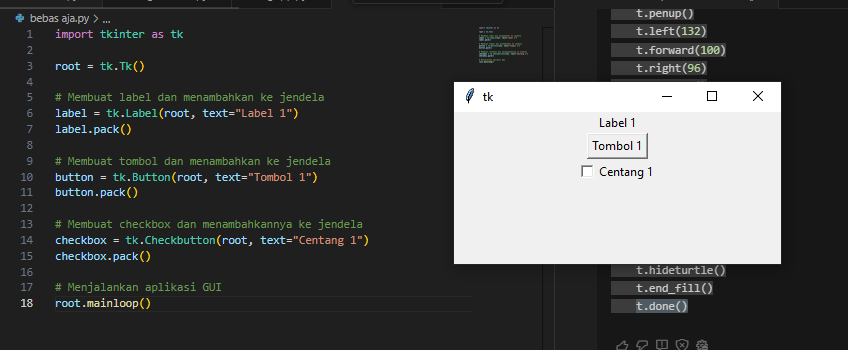 bebas aja.py > ...
1 import tkinter as tk
2
3 root = tk.Tk()
4
5 # Membuat label dan menambahkan ke jendela
6 label = tk.Label(root, text="Label 1")
7 label.pack()
8
9 # Membuat tombol dan menambahkan ke jendela
10 button = tk.Button(root, text="Tombol 1")
11 button.pack()
12
13 # Membuat checkbox dan menambahkannya ke jendela
14 checkbox = tk.Checkbutton(root, text="Centang 1")
15 checkbox.pack()
16
17 # Menjalankan aplikasi GUI
18 root.mainloop()
t.penup()
t.left(132)
t.forward(100)
t.right(96)
tk
Label 1
Tombol 1
Centang 1
t.hideturtle()
t.end_fill()
t.done()